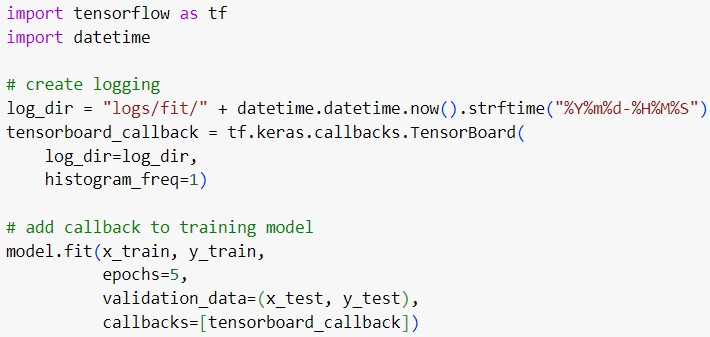 import tensorflow as tf
import datetime

# create logging
log_dir = "logs/fit/" + datetime.datetime.now().strftime("%Y%m%d-%H%M%S")
tensorboard_callback = tf.keras.callbacks.TensorBoard(
    log_dir=log_dir,
    histogram_freq=1)

# add callback to training model
model.fit(x_train, y_train,
          epochs=5,
          validation_data=(x_test, y_test),
          callbacks=[tensorboard_callback])